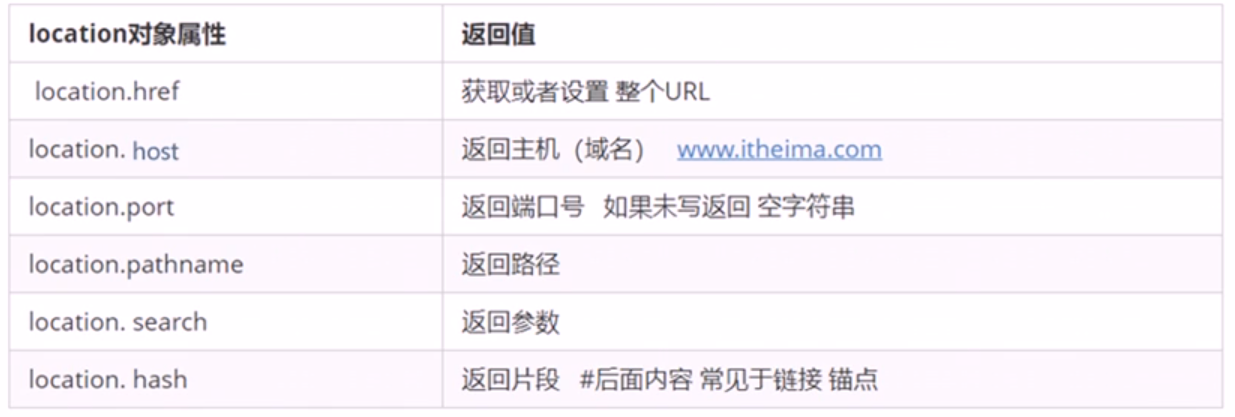 location对象属性 返回值
location.href 获取或者设置 整个URL
location. host 返回主机（域名） www.itheima.com
location.port 返回端口号 如果未写返回 空字符串
location.pathname 返回路径
location. search 返回参数
location. hash 返回片段 #后面内容 常见于链接 锚点